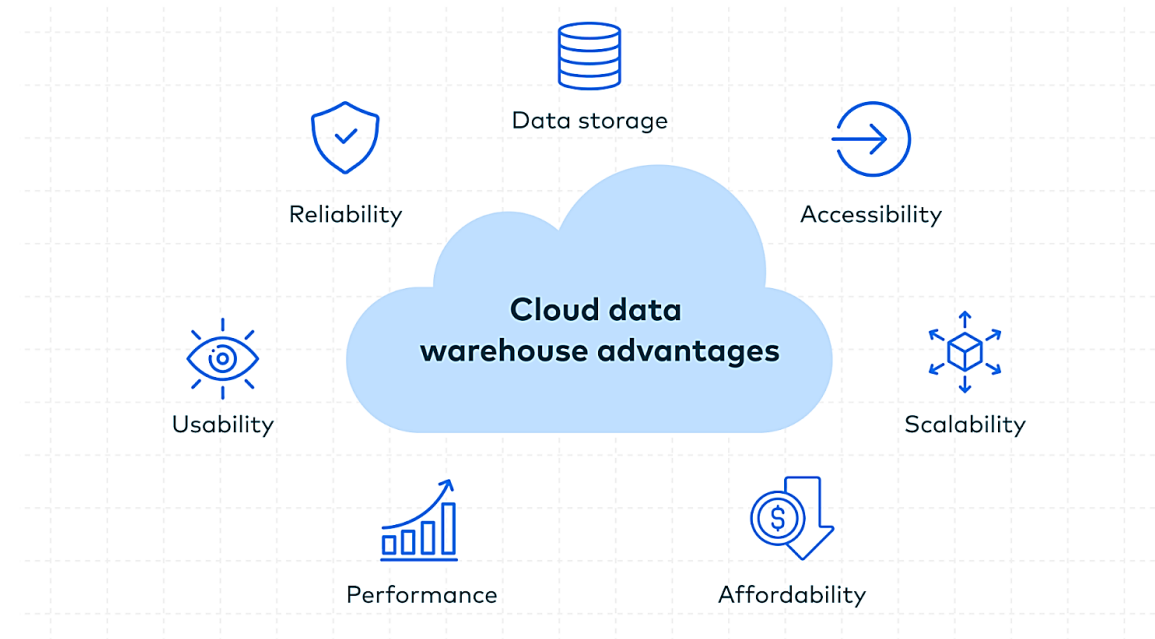 Data storage
Reliability
Accessibility
Cloud data
warehouse advantages
Usability
Scalability
$
Performance
Affordability